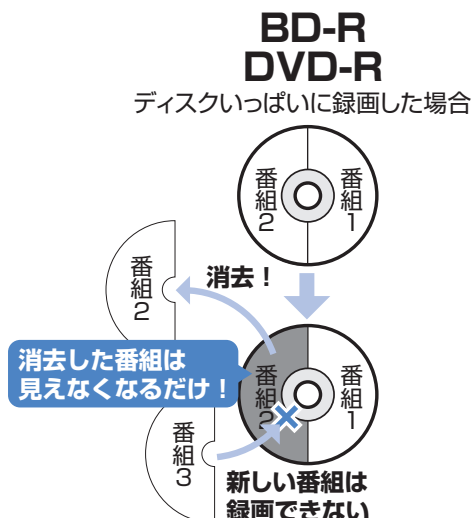 BD-R
DVD-R
ディスクいっぱいに録画した場合
番組2
番組1
番組2
消去！
消去した番組は
見えなくなるだけ！
番組2
番組1
番組3
新しい番組は
録画できない